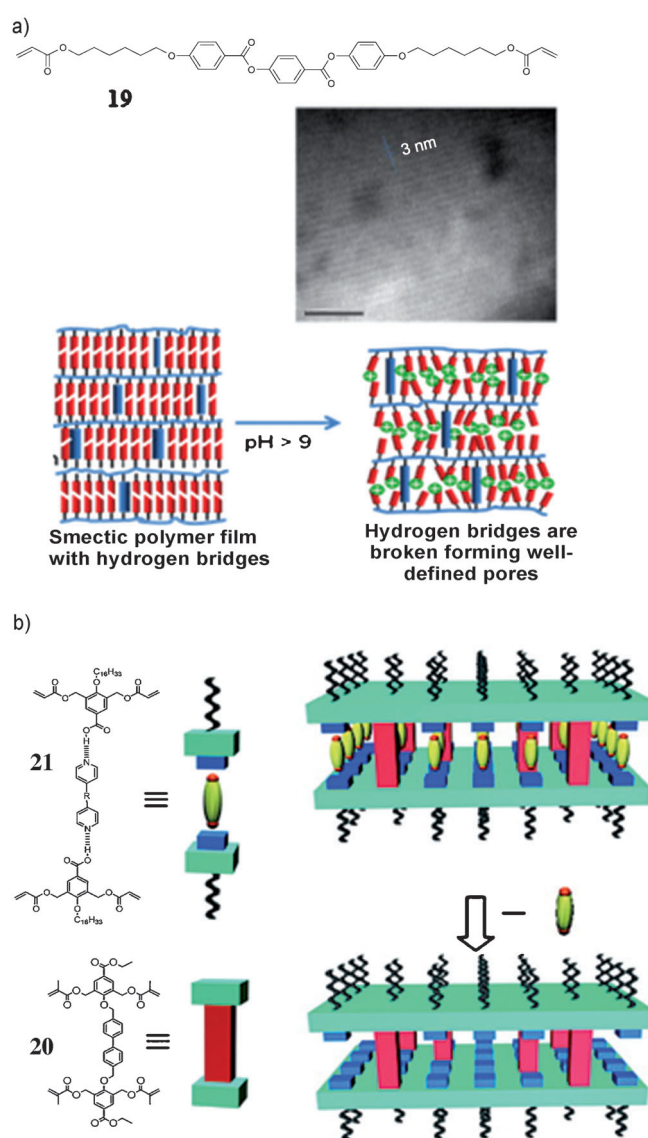 a)
O
O
O
O
O
O
O
O
O
O
19
3 nm
pH > 9
Smectic polymer film
with hydrogen bridges
Hydrogen bridges are
broken forming well-
defined pores
b)
C16H33
O
O
O
O
O
O
O
H
21
N
R
N
≡
H
O
O
O
O
O
O
O
C16H33
–
O
O
O
O
O
O
O
20
≡
O
O
O
O
O
O
O